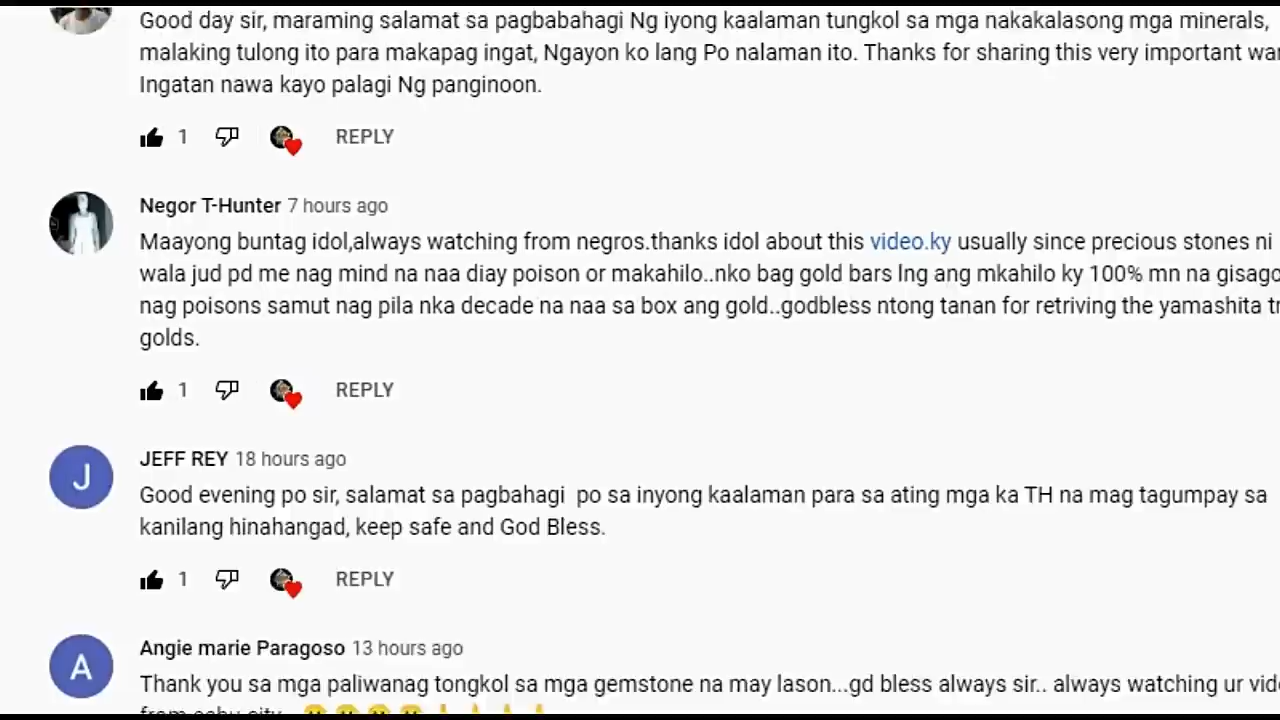 Good day sir, maraming salamat sa pagbabahagi Ng iyong kaalaman tungkol sa mga nakakalasong mga minerals,
malaking tulong ito para makapag ingat, Ngayon ko lang Po nalaman ito. Thanks for sharing this very important
Ingatan nawa kayo palagi Ng panginoon.
1 REPLY
Negor T-Hunter 7 hours ago
Maayong buntag idol,always watching from negros.thanks idol about this video.ky usually since precious stones ni
wala jud pd me nag mind na naa diay poison or makahilo..nko bag gold bars lng ang mkahilo ky 100% mn na
nag poisons samut nag pila nka decade na naa sa box ang gold..godbless ntong tanan for retriving the yamashita
golds.
1 REPLY
J
JEFF REY 18 hours ago
Good evening po sir, salamat sa pagbahagi po sa inyong kaalaman para sa ating mga ka TH na mag tagumpay sa
kanilang hinahangad, keep safe and God Bless.
1 REPLY
A
Angie marie Paragoso 13 hours ago
Thank you sa mga paliwanag tongkol sa mga gemstone na may lason...gd bless always sir.. always watching ur
from cebu city